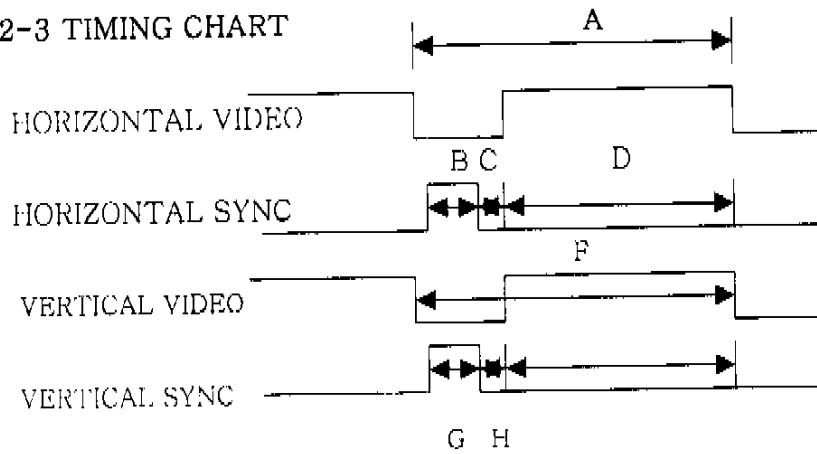 2-3 TIMING CHART
A
HORIZONTAL VIDEO
B C D
HORIZONTAL SYNC
F
VERTICAL VIDEO
VERTICAL SYNC
G H